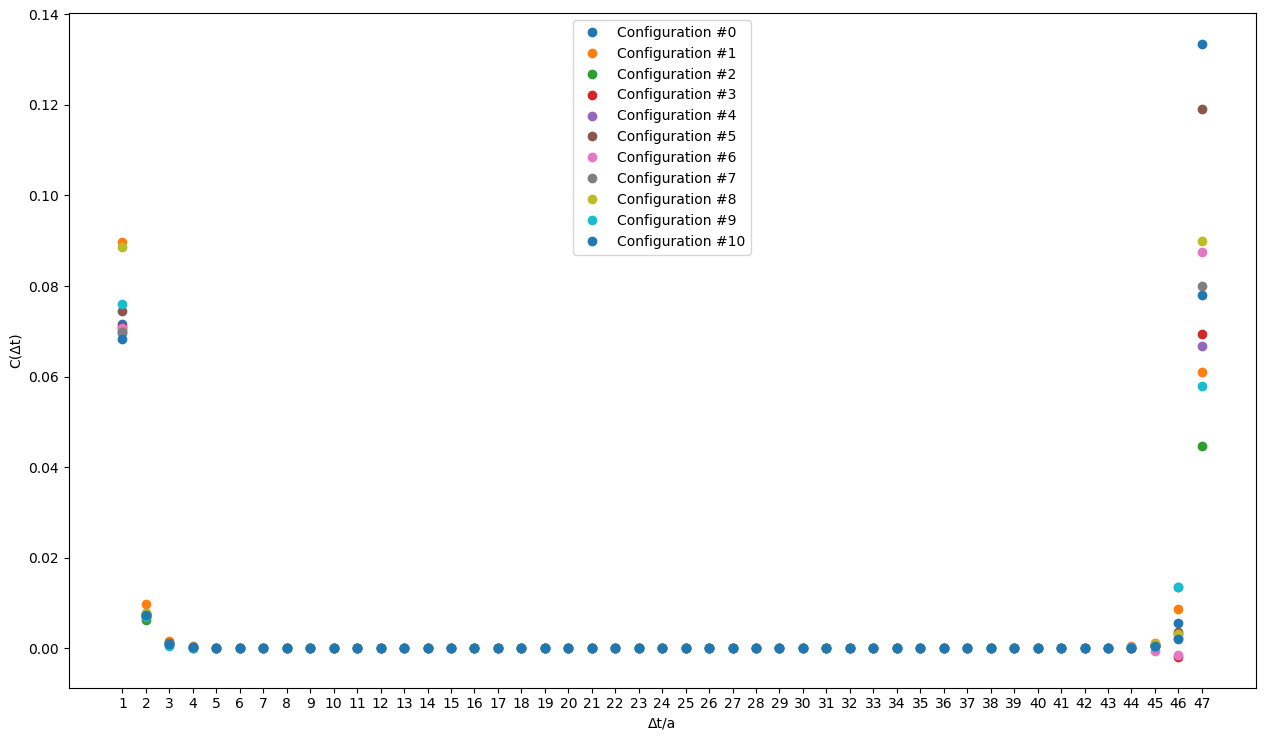 0.14
0.12
0.10
0.08
0.06
0.04
0.02
0.00
C(Δt)
Configuration #0
Configuration #1
Configuration #2
Configuration #3
Configuration #4
Configuration #5
Configuration #6
Configuration #7
Configuration #8
Configuration #9
Configuration #10
1 2 3 4 5 6 7 8 9 10 11 12 13 14 15 16 17 18 19 20 21 22 23 24 25 26 27 28 29 30 31 32 33 34 35 36 37 38 39 40 41 42 43 44 45 46 47
Δt/a